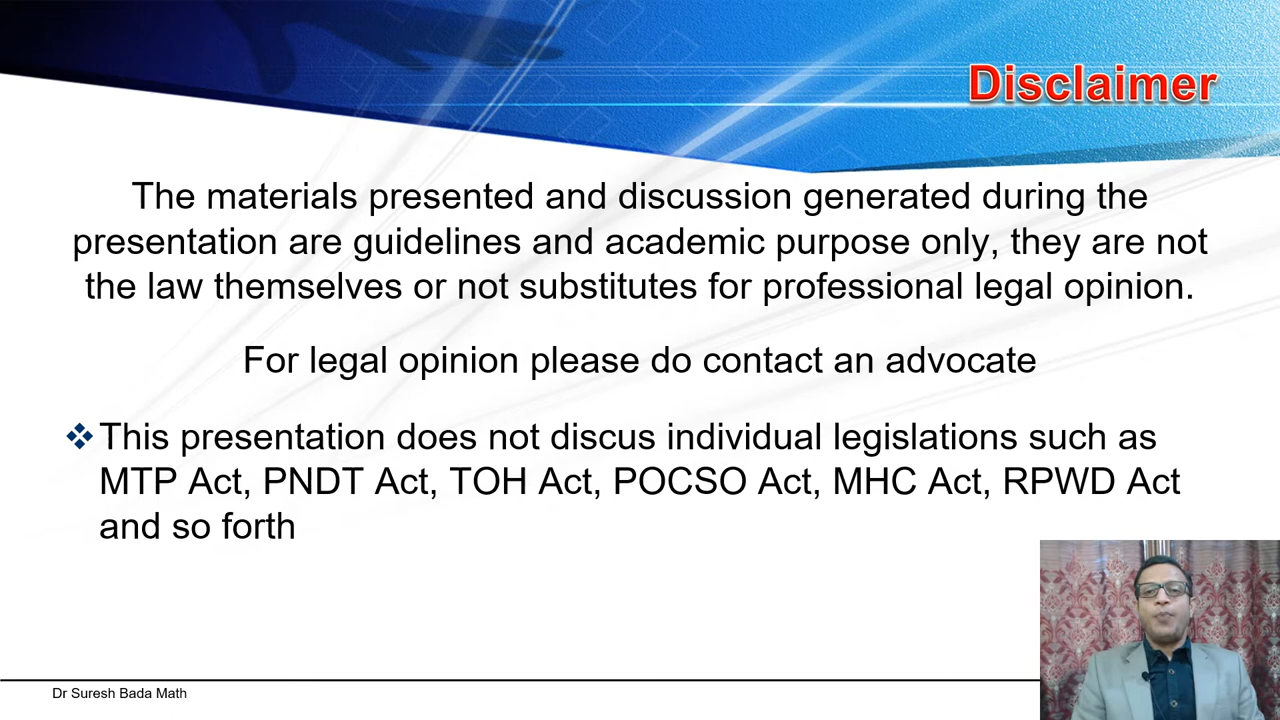 Disclaimer
The materials presented and discussion generated during the
presentation are guidelines and academic purpose only, they are not
the law themselves or not substitutes for professional legal opinion.
For legal opinion please do contact an advocate
❖ This presentation does not discus individual legislations such as
MTP Act, PNDT Act, TOH Act, POCSO Act, MHC Act, RPWD Act
and so forth
Dr Suresh Bada Math